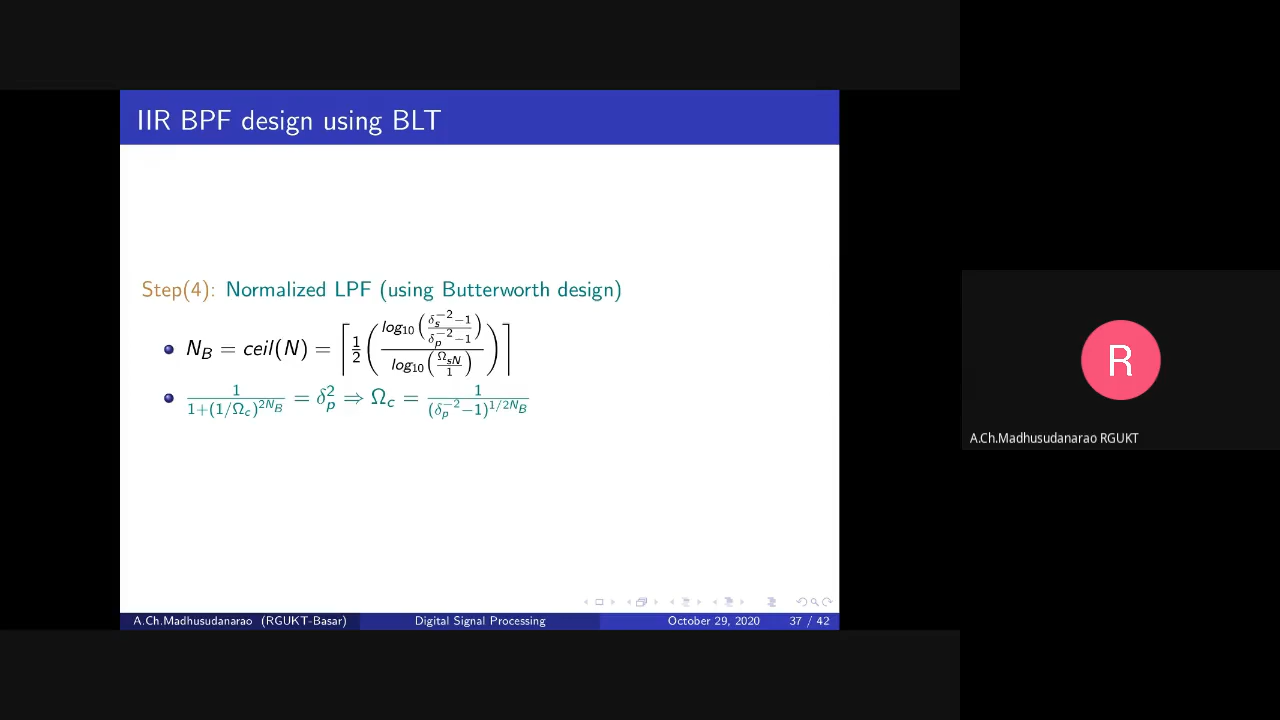 IIR BPF design using BLT
Step(4): Normalized LPF (using Butterworth design)
N_B = ceil(N) = ⌈ 1/2 ( log₁₀( (δ_s^−2 −1) / (δ_p^−2 −1) ) / log₁₀( Ω_sN / 1 ) ) ⌉
1 / (1+(1/Ω_c)^2N_B) = δ_p^2 ⇒ Ω_c = 1 / (δ_p^−2 −1)^1/2N_B
A.Ch.Madhusudanarao (RGUKT-Basar) Digital Signal Processing October 29, 2020 37 / 42
R
A.Ch.Madhusudanarao RGUKT